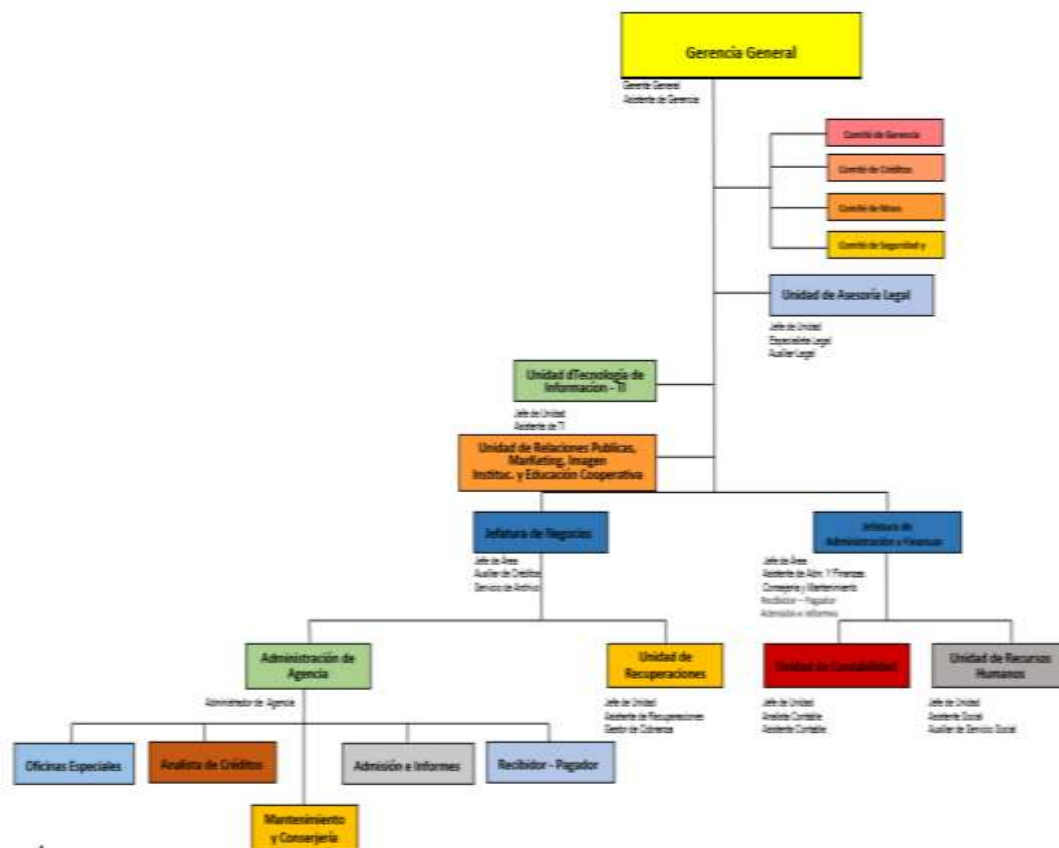 Gerencia General
Gerente General
Asistente de Gerencia
Comité de Gerencia
Comité de Créditos
Comité de Mora
Comité de Seguridad y
Unidad de Asesoría Legal
Jefe de Unidad
Especialista Legal
Auxiliar Legal
Unidad dTecnología de
Información - TI
Jefe de Unidad
Asistente de TI
Unidad de Relaciones Publicas,
MarKeting, Imagen
Instituc. y Educación Cooperativa
Jefatura de Negocios
Jefe de Area
Auxiliar de Créditos
Servicio de Archivo
Jefatura de
Administración y Finanzas
Jefe de Area
Asistente de Adm. Y Finanzas
Conserjeria y Mantenimiento
Recibidor – Pagador
Admisión e Informes
Administración de
Agencia
Administrador de Agencia
Unidad de
Recuperaciones
Jefe de Unidad
Asistente de Recuperaciones
Gestor de Cobranza
Unidad de Contabilidad
Jefe de Unidad
Analista Contable
Asistente Contable
Unidad de Recursos
Humanos
Jefe de Unidad
Asistente Social
Auxiliar de Servicio Social
Oficinas Especiales
Analista de Créditos
Admisión e Informes
Recibidor - Pagador
Mantenimiento
y Conserjería